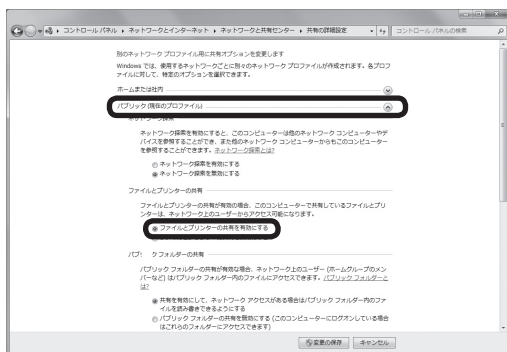 コントロール パネル ▸ ネットワークとインターネット ▸ ネットワークと共有センター ▸ 共有の詳細設定
コントロール パネルの検索
別のネットワーク プロファイル用に共有オプションを変更します
Windows では、使用するネットワークごとに別々のネットワーク プロファイルが作成されます。各プロフ
ァイルに対して、特定のオプションを選択できます。
ホームまたは社内
パブリック (現在のプロファイル)
ネットワーク探索
ネットワーク探索を有効にすると、このコンピューターは他のネットワーク コンピューターやデ
バイスを参照することができ、また他のネットワーク コンピューターからもこのコンピューター
を参照することができます。ネットワーク探索とは?
ネットワーク探索を有効にする
ネットワーク探索を無効にする
ファイルとプリンターの共有
ファイルとプリンターの共有が有効の場合、このコンピューターで共有しているファイルとプリ
ンターは、ネットワーク上のユーザーからアクセス可能になります。
ファイルとプリンターの共有を有効にする
パブ クフォルダーの共有
パブリック フォルダーの共有が有効な場合、ネットワーク上のユーザー (ホームグループのメン
バーなど) はパブリック フォルダー内のファイルにアクセスできます。パブリック フォルダーと
は?
共有を有効にして、ネットワーク アクセスがある場合はパブリック フォルダー内のファ
イルを読み書きできるようにする
パブリック フォルダーの共有を無効にする (このコンピューターにログオンしている場合
はこれらのフォルダーにアクセスできます)
変更の保存
キャンセル